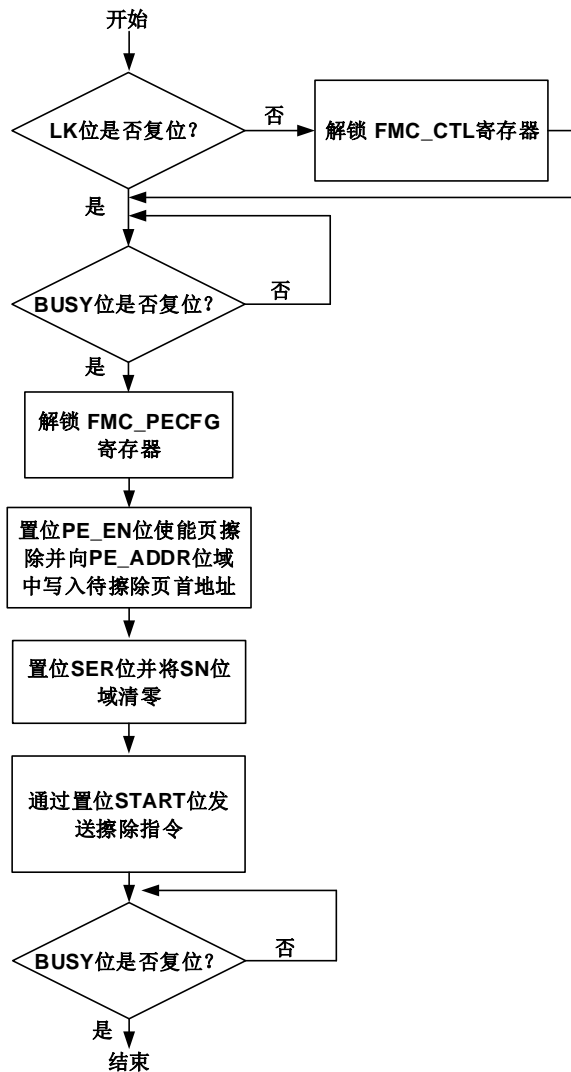 开始
LK位是否复位？
否
解锁 FMC_CTL寄存器
是
BUSY位是否复位？
否
是
解锁 FMC_PECFG
寄存器
置位PE_EN位使能页擦
除并向PE_ADDR位域
中写入待擦除页首地址
置位SER位并将SN位
域清零
通过置位START位发
送擦除指令
BUSY位是否复位？
否
是
结束